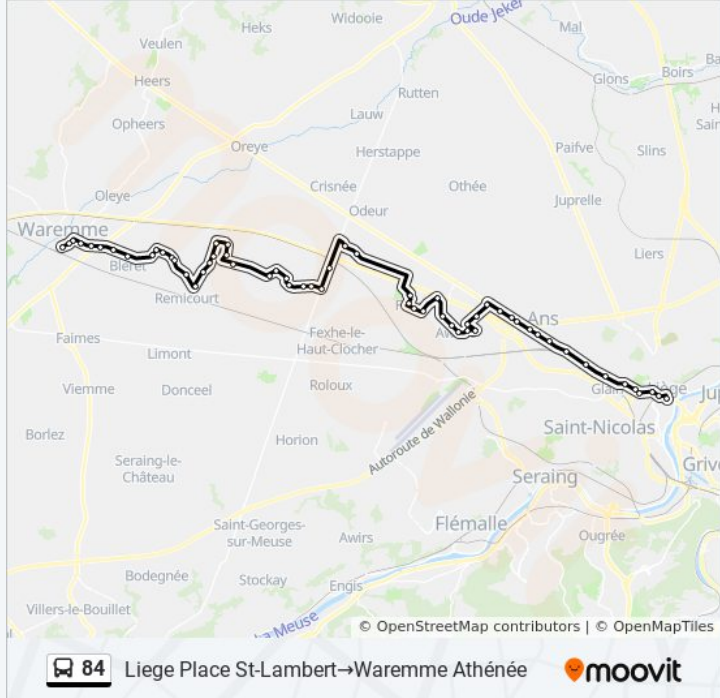 Widooie
Oude Jeker
Heks
Mal
Veulen
Glons
Boirs
Heers
Rutten
Opheers
Lauw
Oreye
Herstappe
Paifve
Slins
Crisnée
Othée
Oleye
Juprelle
Odeur
Waremme
Liers
Bleret
Remicourt
Ans
Faimes
Fexhe-le-
Haut-Clocher
Limont
Viemme
Donceel
Roloux
Liège
Saint-Nicolas
Borlez
Horion
Autoroute de Wallonie
Seraing-le-
Château
Seraing
Saint-Georges-
sur-Meuse
Flémalle
Awirs
Ougrée
Bodegnée
Stockay
Engis
Villers-le-Bouillet
La Meuse
© OpenStreetMap contributors | © OpenMapTiles
84 Liege Place St-Lambert→Waremme Athénée
moovit